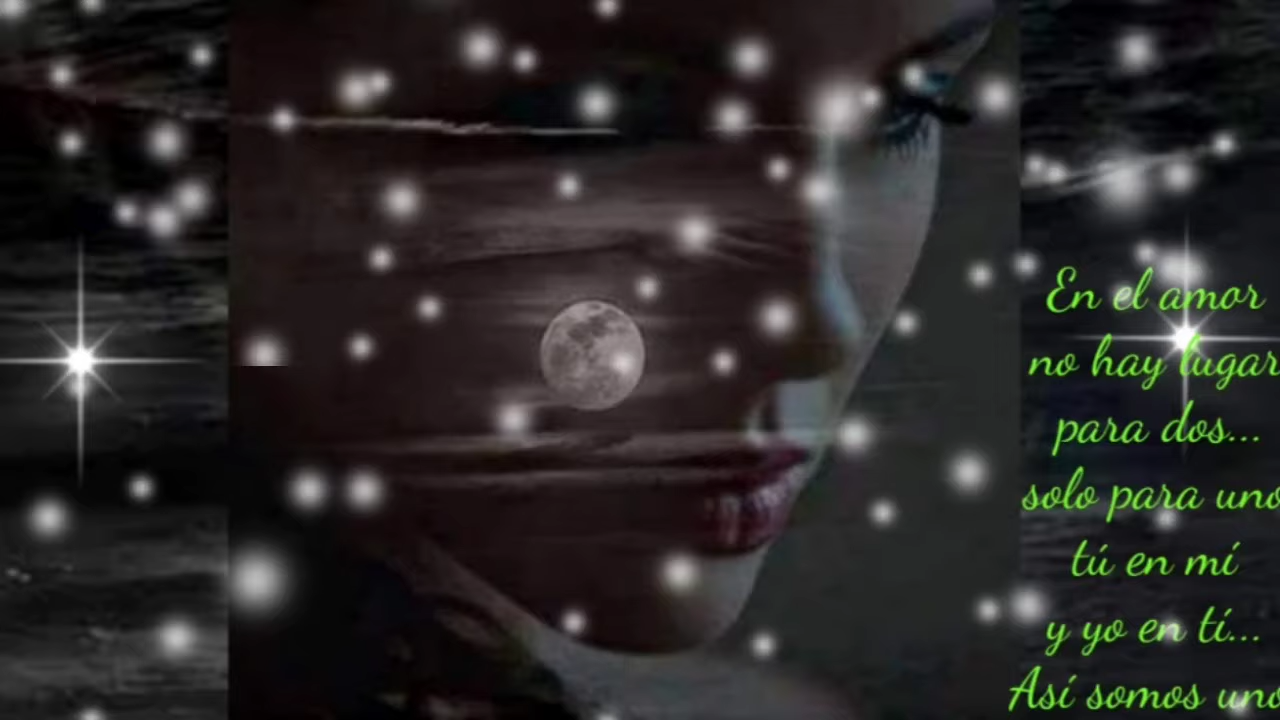 En el amor
no hay lugar
para dos...
solo para uno
tú en mí
y yo en tí...
Así somos uno